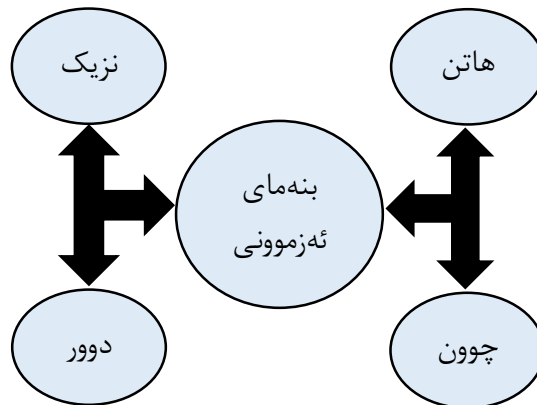 هاتن
نزیک
بنەمای
ئەزموونی
چوون
دوور